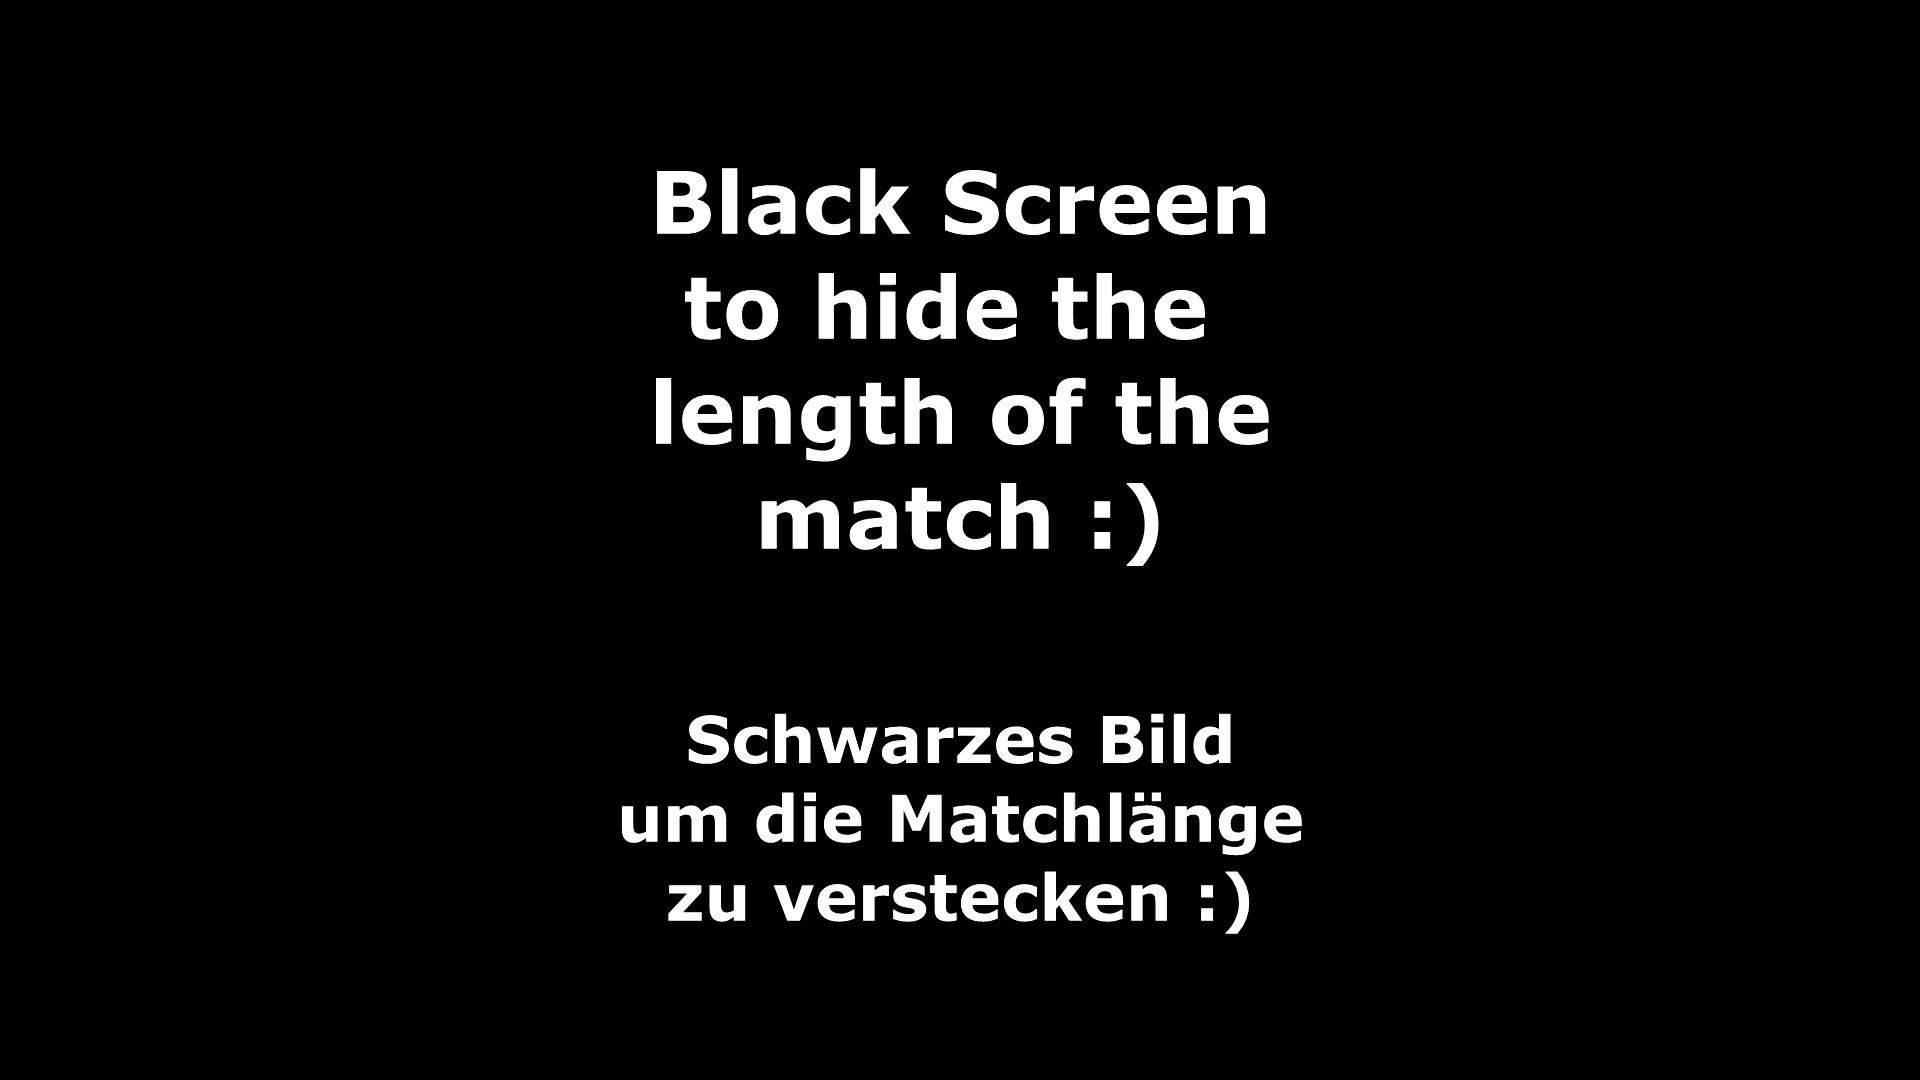 Black Screen
to hide the
length of the
match :)
Schwarzes Bild
um die Matchlänge
zu verstecken :)